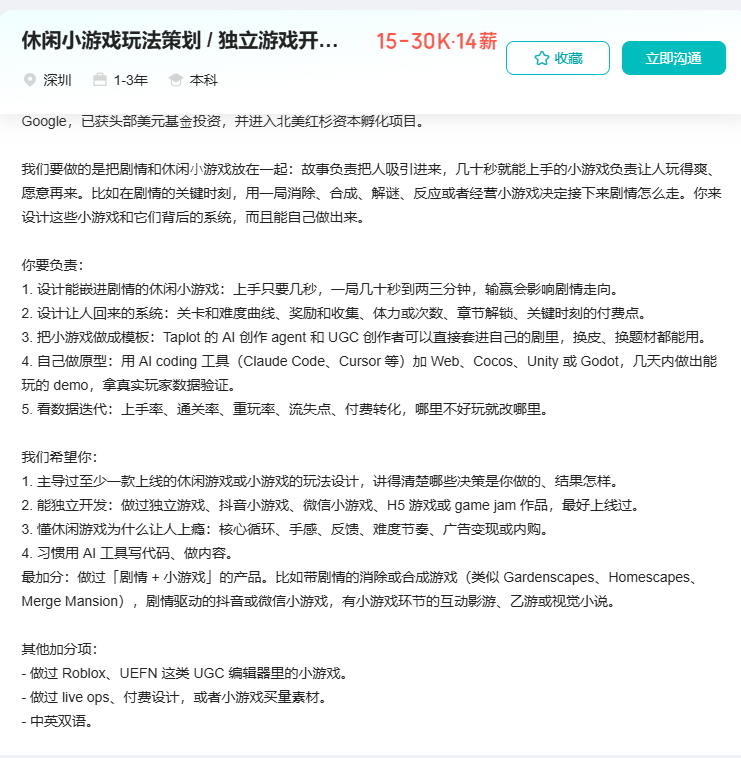 休闲小游戏玩法策划 / 独立游戏开…
15-30K·14薪
收藏
立即沟通
深圳
1-3年
本科
Google，已获头部美元基金投资，并进入北美红杉资本孵化项目。
我们要做的是把剧情和休闲小游戏放在一起：故事负责把人吸引进来，几十秒就能上手的小游戏负责让人玩得爽、
愿意再来。比如在剧情的关键时刻，用一局消除、合成、解谜、反应或者经营小游戏决定接下来剧情怎么走。你来
设计这些小游戏和它们背后的系统，而且能自己做出来。
你要负责：
1. 设计能嵌进剧情的休闲小游戏：上手只要几秒，一局几十秒到两三分钟，输赢会影响剧情走向。
2. 设计让人回来的系统：关卡和难度曲线、奖励和收集、体力或次数、章节解锁、关键时刻的付费点。
3. 把小游戏做成模板：Taplot 的 AI 创作 agent 和 UGC 创作者可以直接套进自己的剧里，换皮、换题材都能用。
4. 自己做原型：用 AI coding 工具（Claude Code、Cursor 等）加 Web、Cocos、Unity 或 Godot，几天内做出能
玩的 demo，拿真实玩家数据验证。
5. 看数据迭代：上手率、通关率、重玩率、流失点、付费转化，哪里不好玩就改哪里。
我们希望你：
1. 主导过至少一款上线的休闲游戏或小游戏的玩法设计，讲得清楚哪些决策是你做的、结果怎样。
2. 能独立开发：做过独立游戏、抖音小游戏、微信小游戏、H5 游戏或 game jam 作品，最好上线过。
3. 懂休闲游戏为什么让人上瘾：核心循环、手感、反馈、难度节奏、广告变现或内购。
4. 习惯用 AI 工具写代码、做内容。
最加分：做过「剧情 + 小游戏」的产品。比如带剧情的消除或合成游戏（类似 Gardenscapes、Homescapes、
Merge Mansion），剧情驱动的抖音或微信小游戏，有小游戏环节的互动影游、乙游或视觉小说。
其他加分项：
- 做过 Roblox、UEFN 这类 UGC 编辑器里的小游戏。
- 做过 live ops、付费设计，或者小游戏买量素材。
- 中英双语。